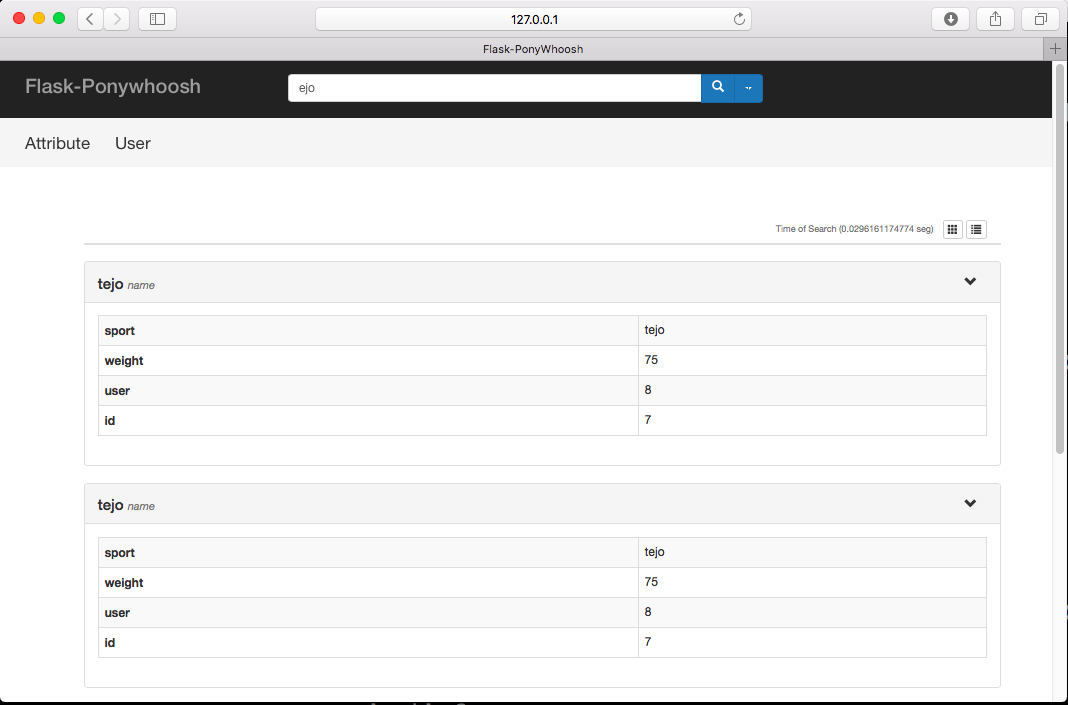 127.0.0.1
Flask-PonyWhoosh
Flask-Ponywhoosh
ejo
Attribute User
Time of Search (0.0296161174774 seg)
tejo name
sport tejo
weight 75
user 8
id 7
tejo name
sport tejo
weight 75
user 8
id 7